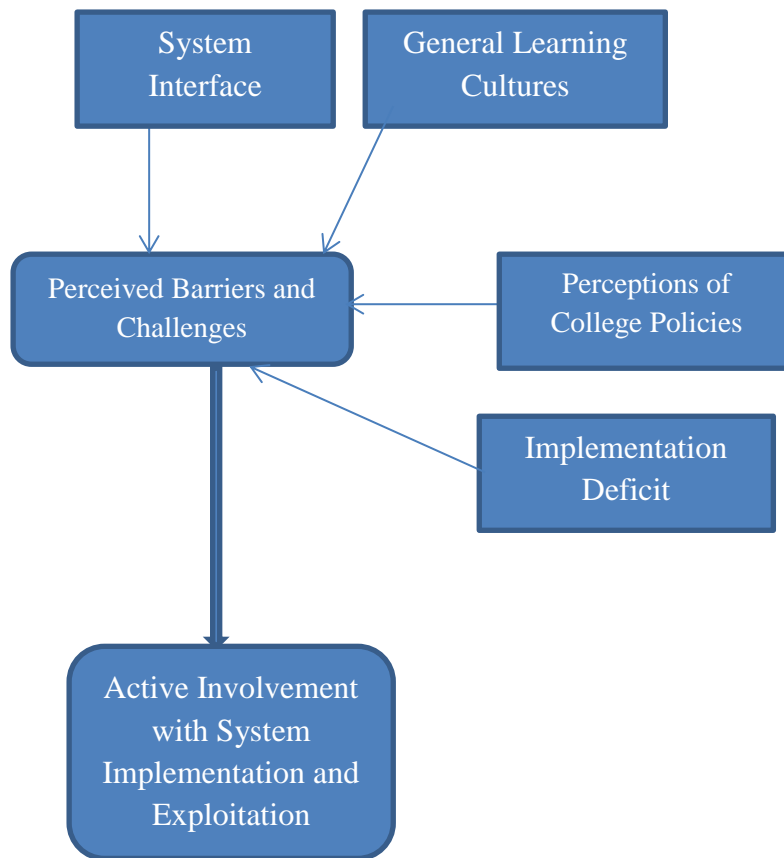 System
Interface
General Learning
Cultures
Perceived Barriers and
Challenges
Perceptions of
College Policies
Implementation
Deficit
Active Involvement
with System
Implementation and
Exploitation